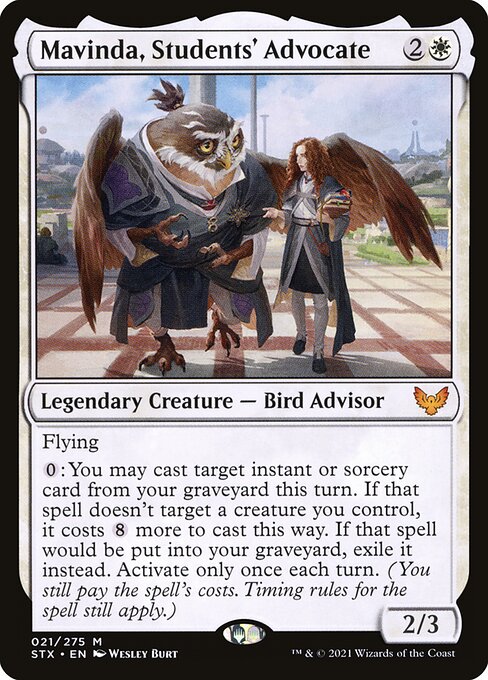 Mavinda, Students' Advocate 2
Legendary Creature — Bird Advisor
Flying
0:You may cast target instant or sorcery
card from your graveyard this turn. If that
spell doesn't target a creature you control,
it costs 8 more to cast this way. If that spell
would be put into your graveyard, exile it
instead. Activate only once each turn. (You
still pay the spell's costs. Timing rules for the
spell still apply.)
2/3
021/275 M
STX • EN Wesley Burt
™ & © 2021 Wizards of the Coast